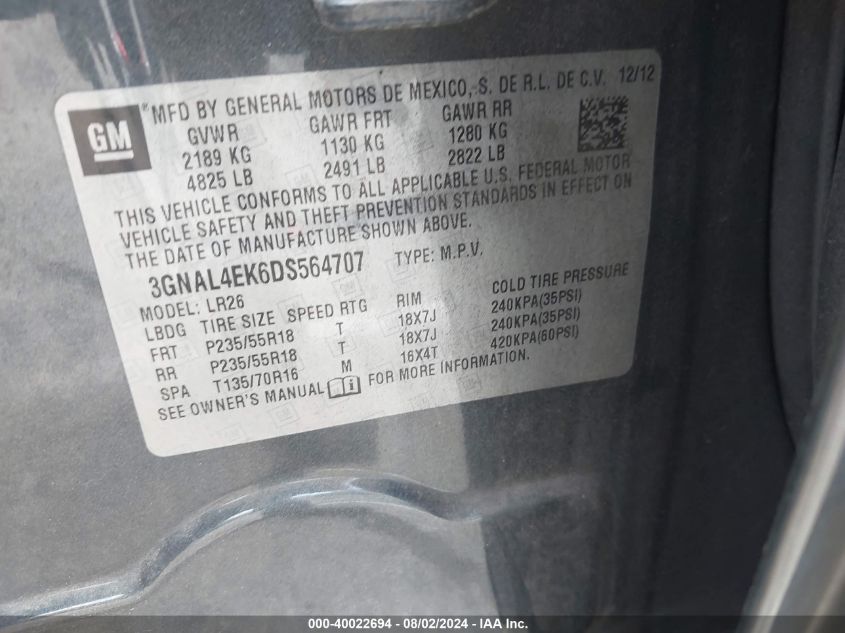 GM
® MFD BY GENERAL MOTORS DE MEXICO, S. DE R.L. DE C.V. 12/12
GVWR GAWR FRT GAWR RR
2189 KG 1130 KG 1280 KG
4825 LB 2491 LB 2822 LB
THIS VEHICLE CONFORMS TO ALL APPLICABLE U.S. FEDERAL MOTOR
VEHICLE SAFETY AND THEFT PREVENTION STANDARDS IN EFFECT ON
THE DATE OF MANUFACTURE SHOWN ABOVE.
3GNAL4EK6DS564707 TYPE: M.P.V.
MODEL: LR26
LBDG TIRE SIZE SPEED RTG RIM COLD TIRE PRESSURE
FRT P235/55R18 T 18X7J 240KPA(35PSI)
RR P235/55R18 T 18X7J 240KPA(35PSI)
SPA T135/70R16 M 16X4T 420KPA(60PSI)
SEE OWNER'S MANUAL FOR MORE INFORMATION.
000-40022694 - 08/02/2024 - IAA Inc.